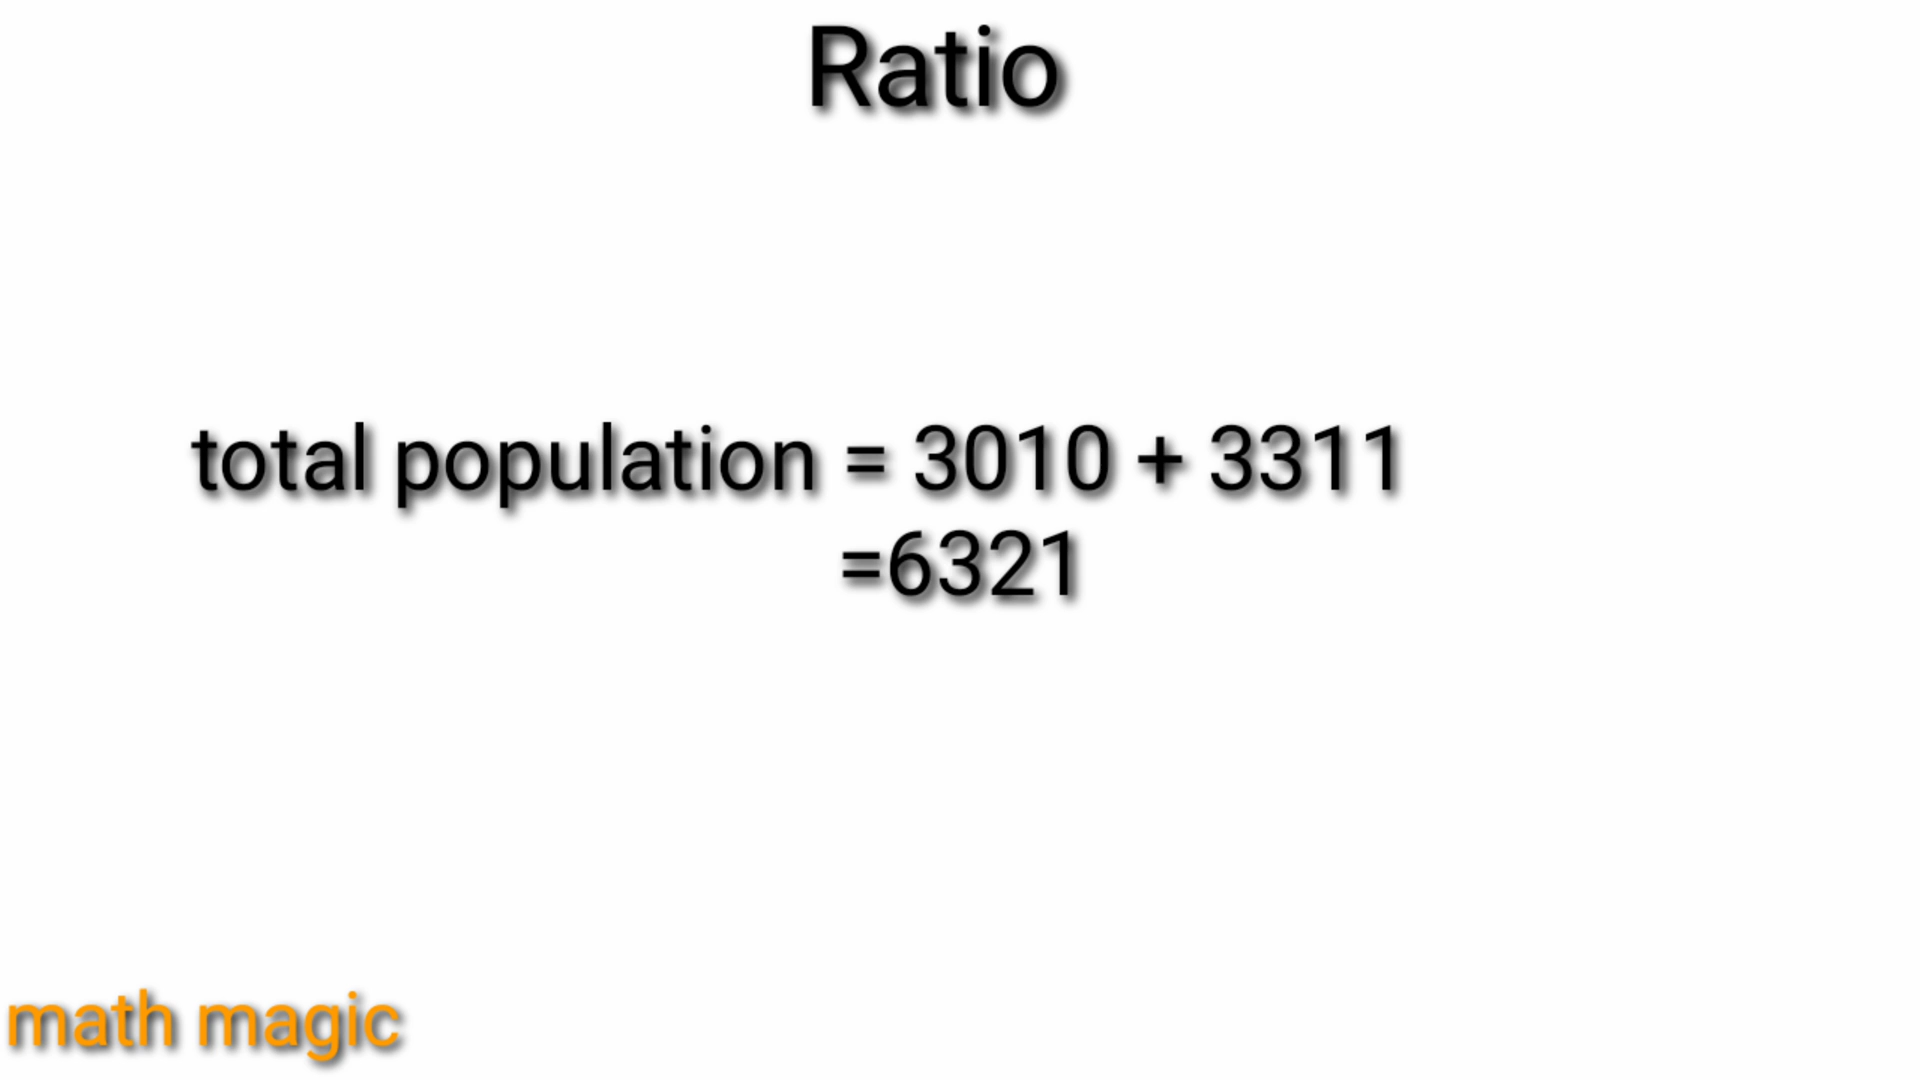 Ratio
total population = 3010 + 3311
=6321
math magic